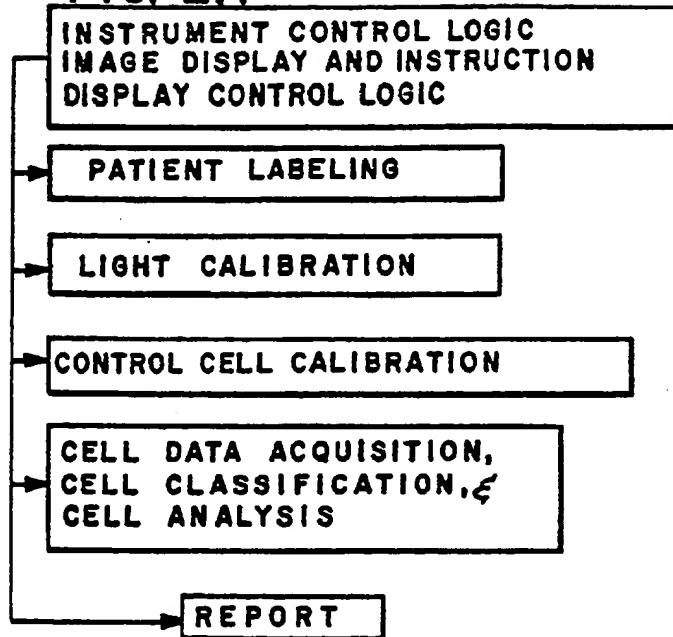 INSTRUMENT CONTROL LOGIC
IMAGE DISPLAY AND INSTRUCTION
DISPLAY CONTROL LOGIC
PATIENT LABELING
LIGHT CALIBRATION
CONTROL CELL CALIBRATION
CELL DATA ACQUISITION,
CELL CLASSIFICATION, &
CELL ANALYSIS
REPORT